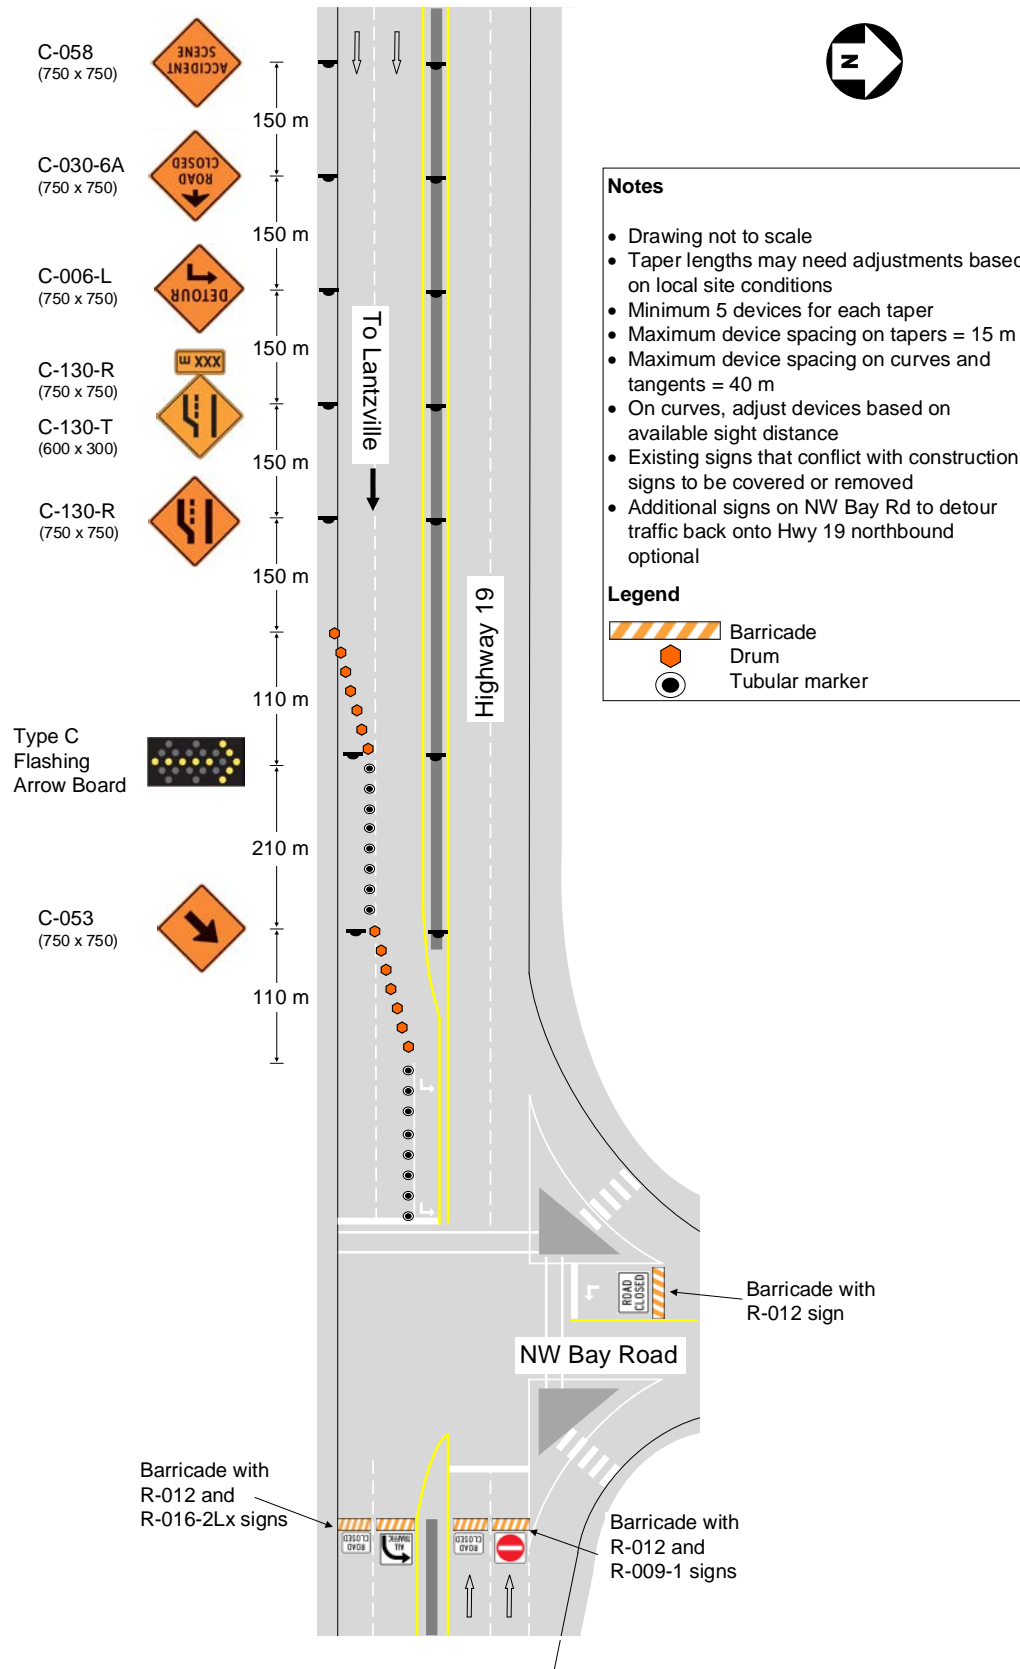 C-058
(750 x 750)
ACCIDENT
SCENE
150 m
C-030-6A
(750 x 750)
ROAD
CLOSED
150 m
C-006-L
(750 x 750)
DETOUR
150 m
C-130-R
(750 x 750)
XXX m
C-130-T
(600 x 300)
150 m
C-130-R
(750 x 750)
150 m
110 m
Type C
Flashing
Arrow Board
210 m
C-053
(750 x 750)
110 m
To Lantzville
Highway 19
N
Notes
• Drawing not to scale
• Taper lengths may need adjustments based
on local site conditions
• Minimum 5 devices for each taper
• Maximum device spacing on tapers = 15 m
• Maximum device spacing on curves and
tangents = 40 m
• On curves, adjust devices based on
available sight distance
• Existing signs that conflict with construction
signs to be covered or removed
• Additional signs on NW Bay Rd to detour
traffic back onto Hwy 19 northbound
optional
Legend
Barricade
Drum
Tubular marker
ROAD
CLOSED
Barricade with
R-012 sign
NW Bay Road
Barricade with
R-012 and
R-016-2Lx signs
ROAD
CLOSED
ALL
TRAFFIC
ROAD
CLOSED
Barricade with
R-012 and
R-009-1 signs